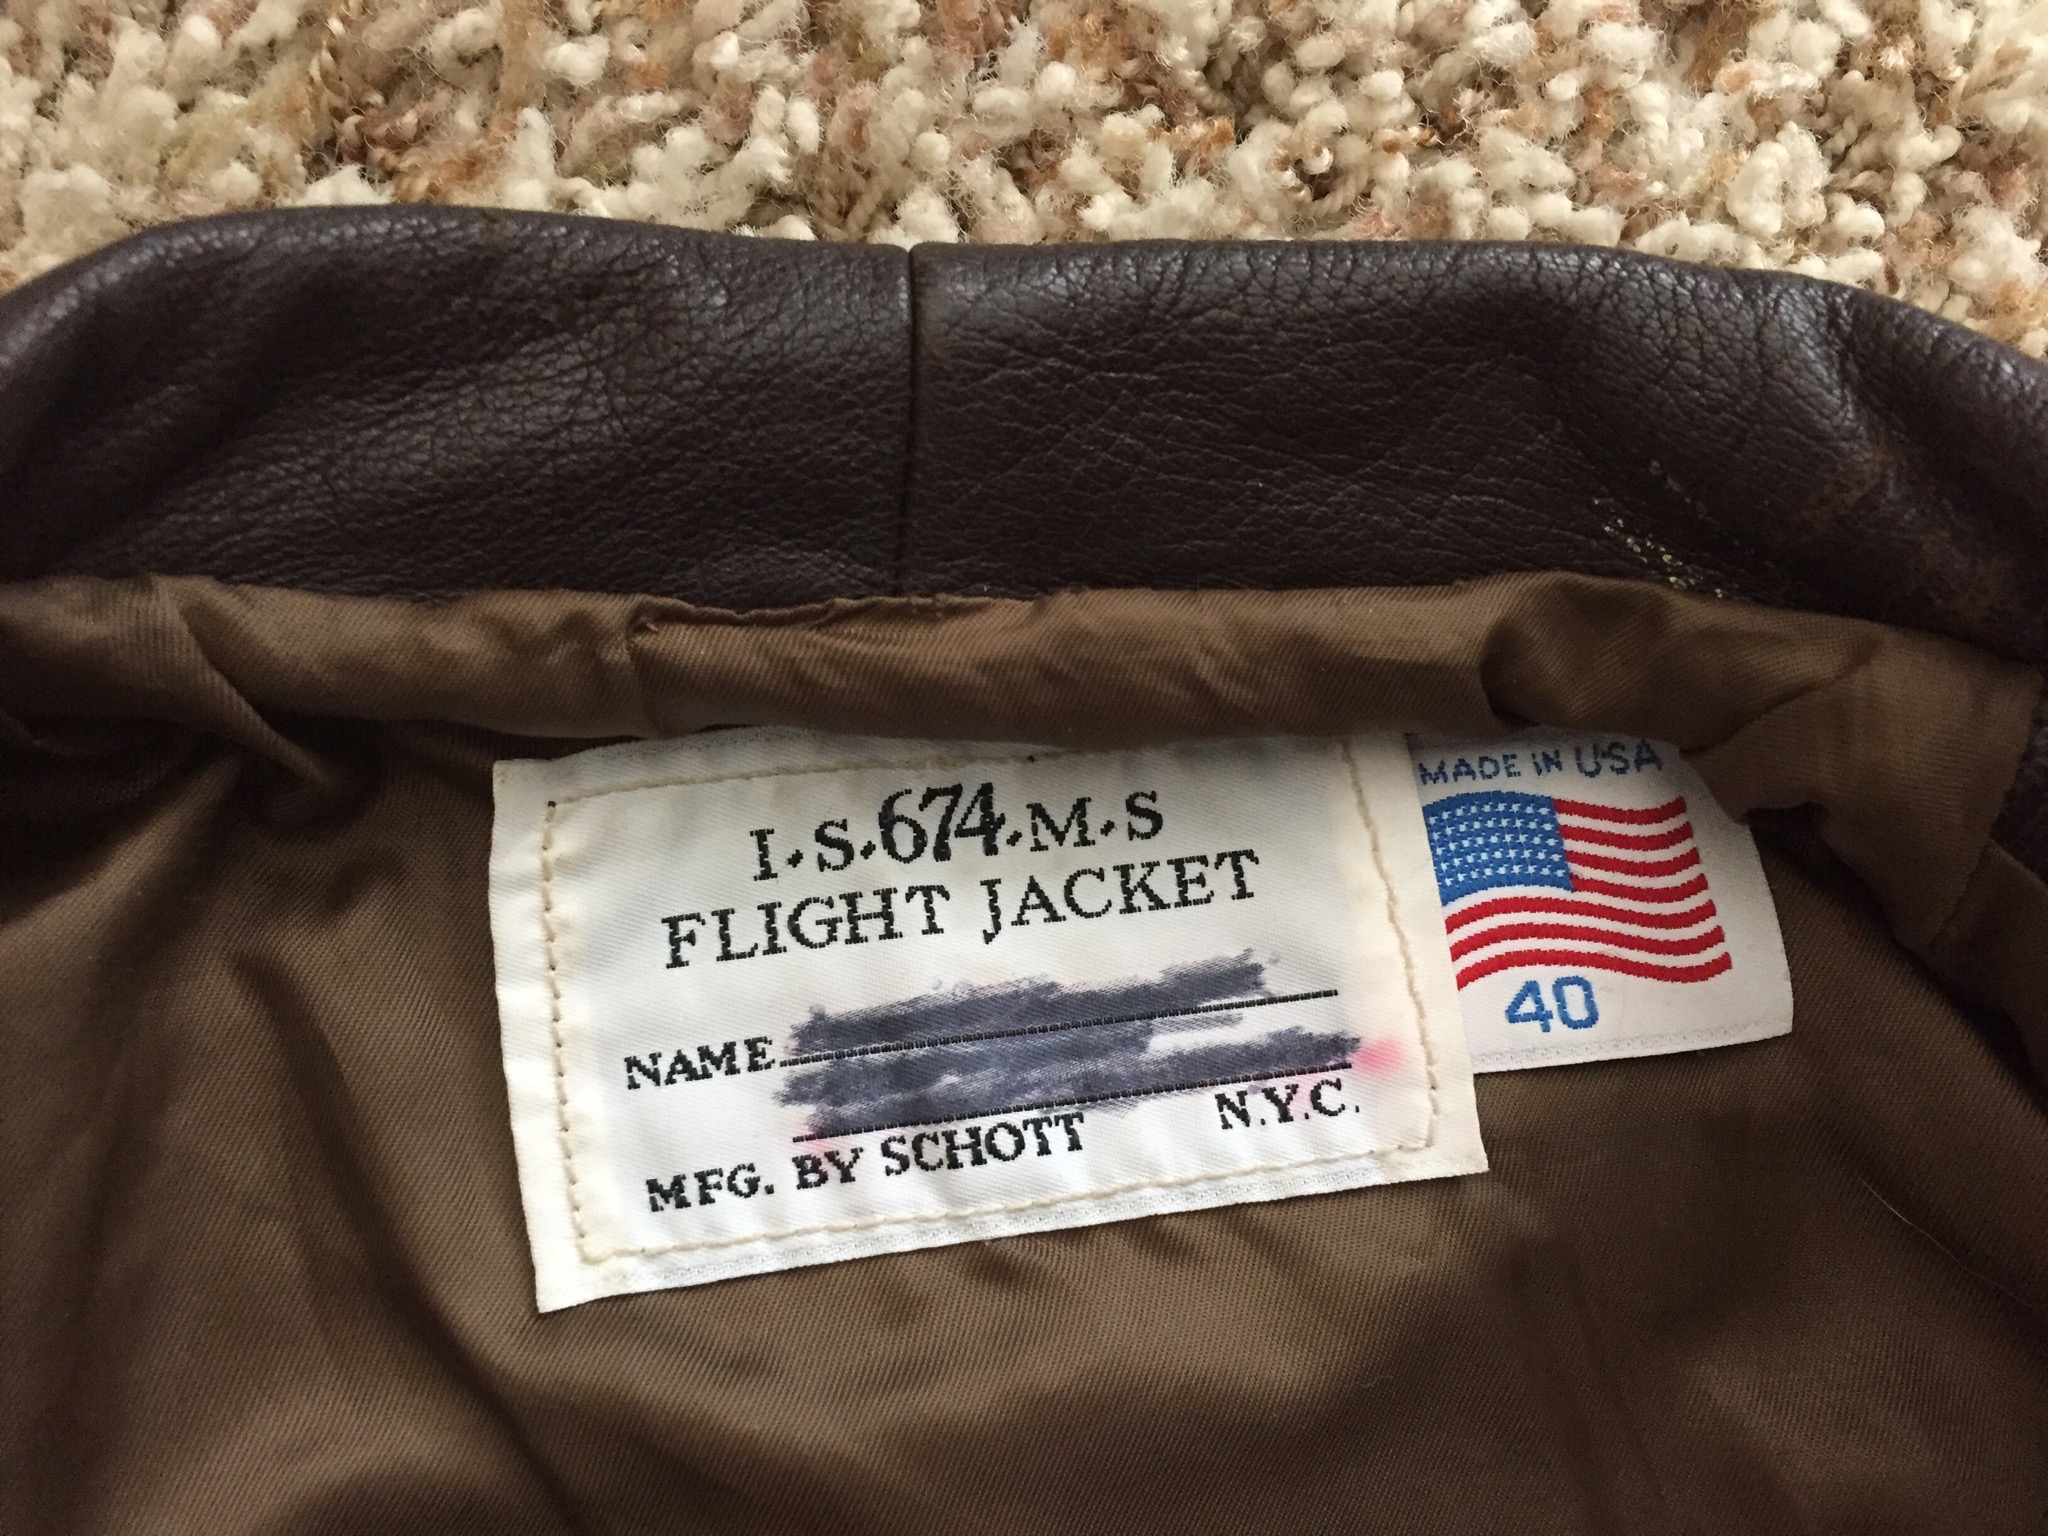 I·S·674·M·S
FLIGHT JACKET
NAME
MFG. BY SCHOTT N.Y.C.
MADE IN USA
40